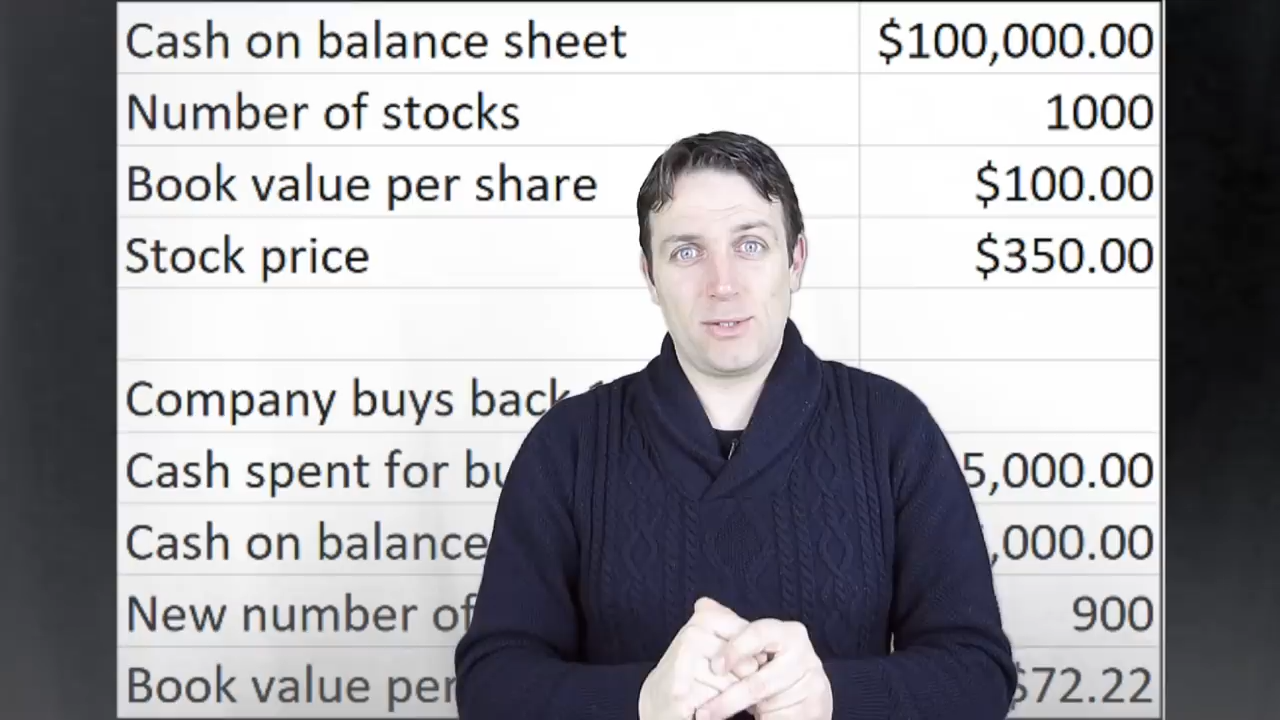 Cash on balance sheet $100,000.00
Number of stocks 1000
Book value per share $100.00
Stock price $350.00
Company buys back
Cash spent for 5,000.00
Cash on balance ,000.00
New number of 900
Book value per $72.22